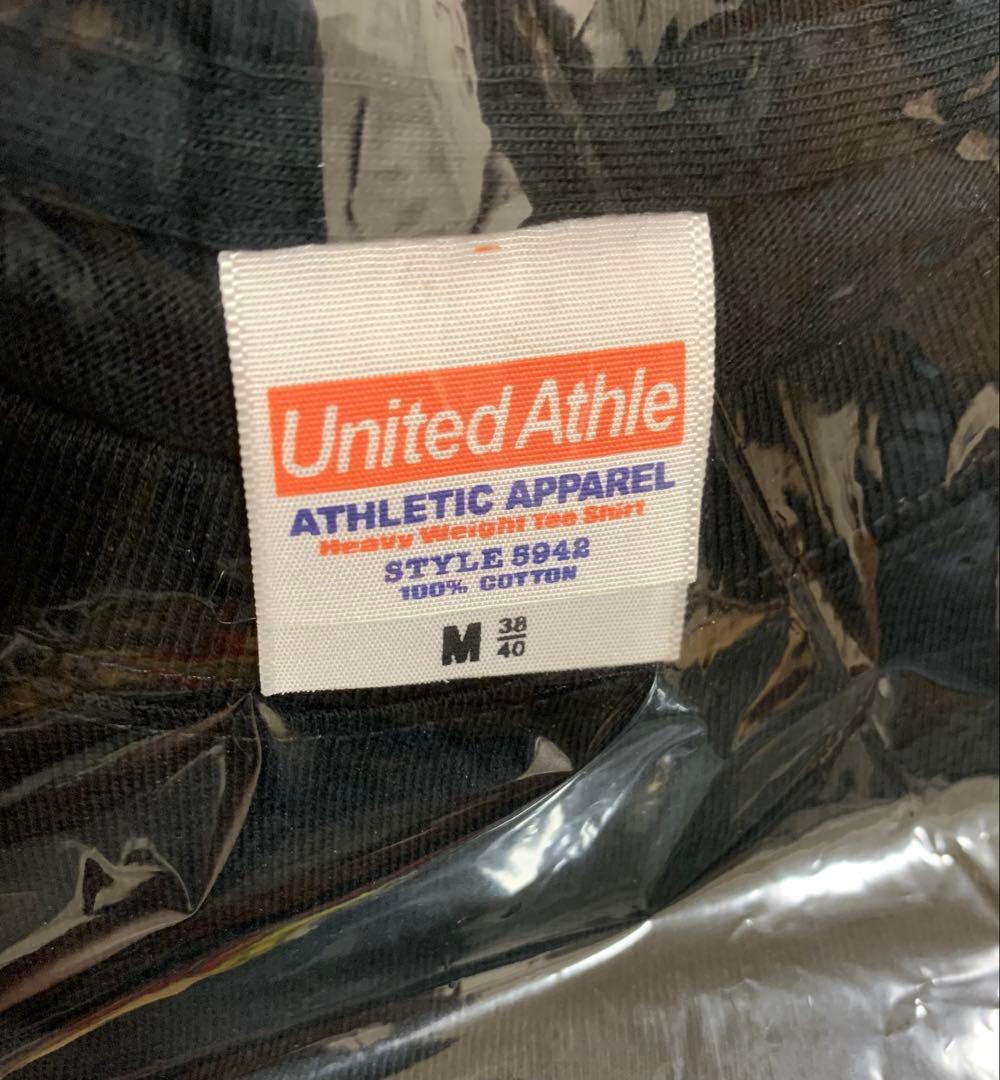 United Athle
ATHLETIC APPAREL
Heavy Weight Tee Shirt
STYLE 5942
100% COTTON
M 38/40